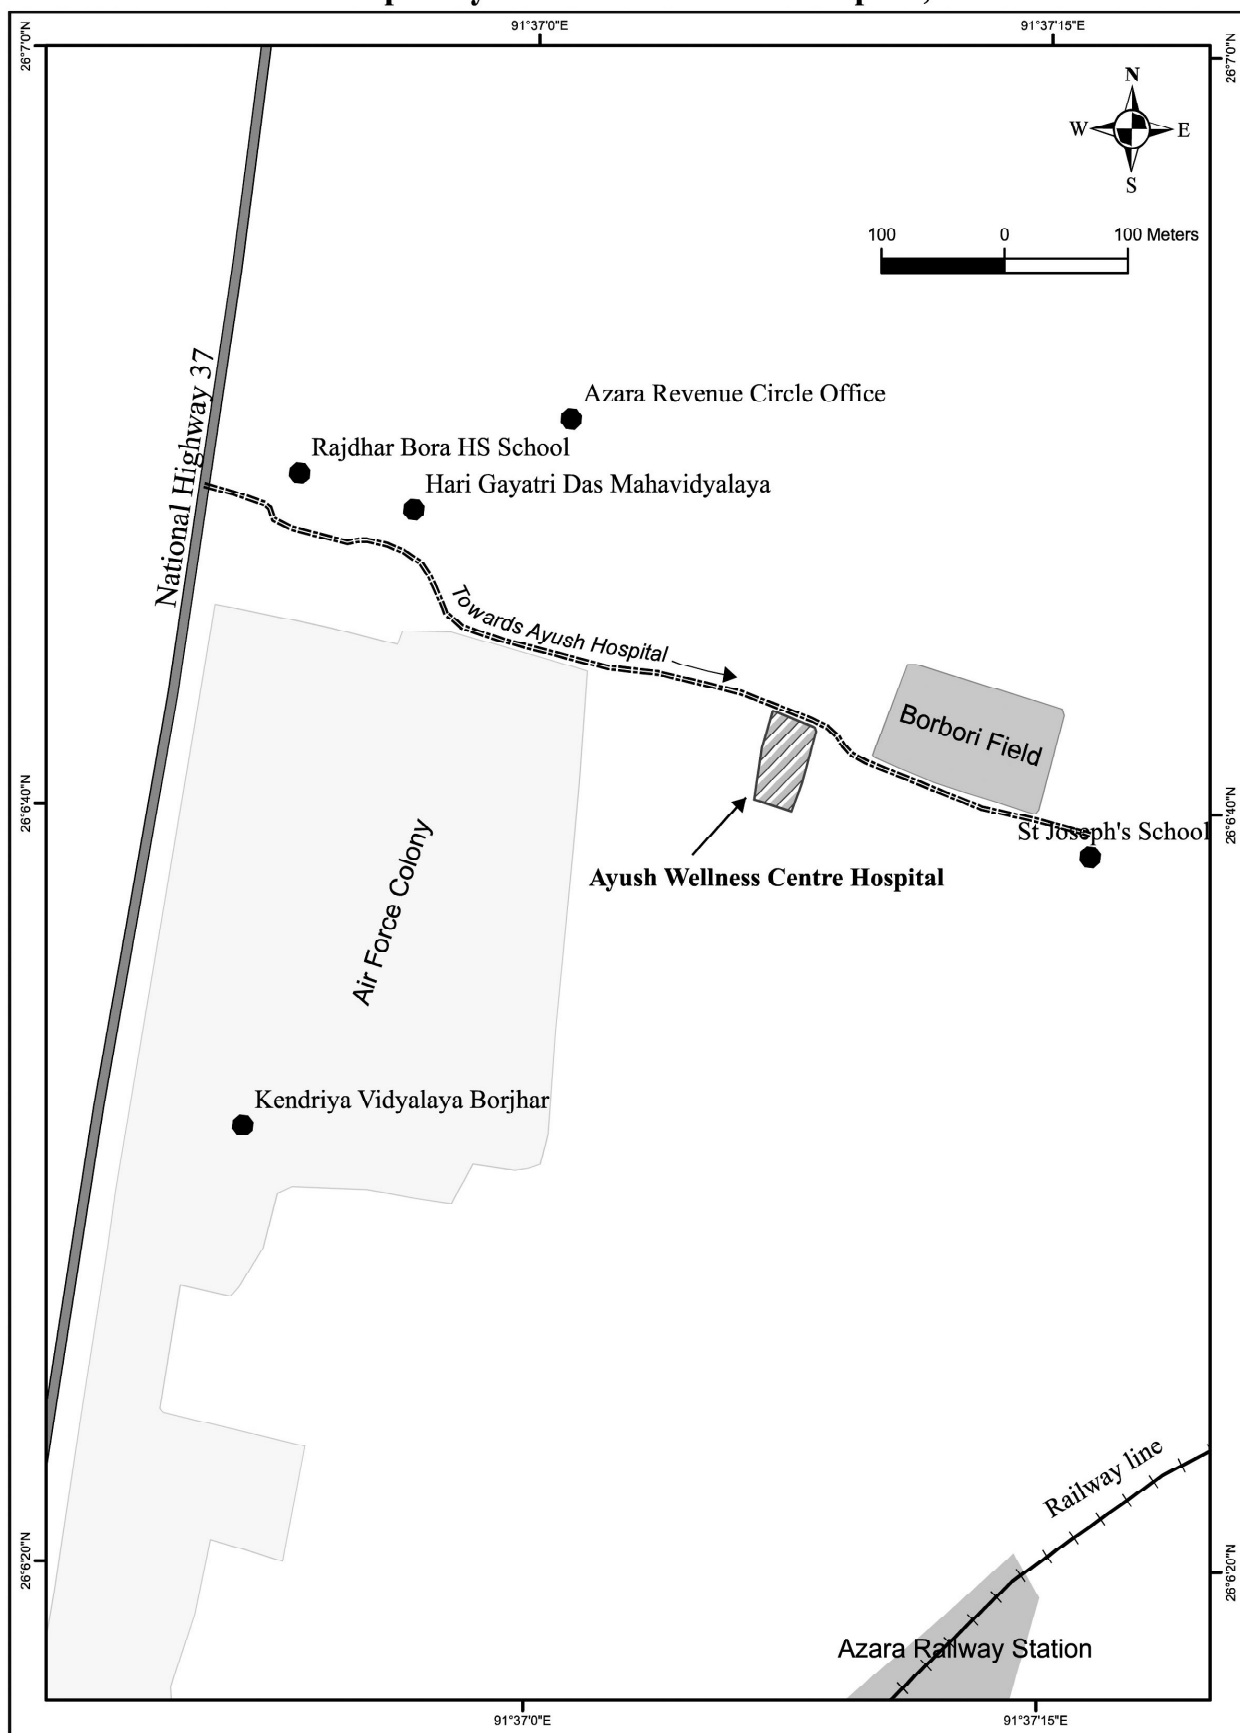 91°37'0"E
91°37'15"E
26°7'0"N
26°7'0"N
N
W
E
S
100
0
100 Meters
National Highway 37
Azara Revenue Circle Office
Rajdhar Bora HS School
Hari Gayatri Das Mahavidyalaya
Towards Ayush Hospital
Borbori Field
26°6'40"N
26°6'40"N
St Joseph's School
Ayush Wellness Centre Hospital
Air Force Colony
Kendriya Vidyalaya Borjhar
Railway line
26°6'20"N
26°6'20"N
Azara Railway Station
91°37'0"E
91°37'15"E